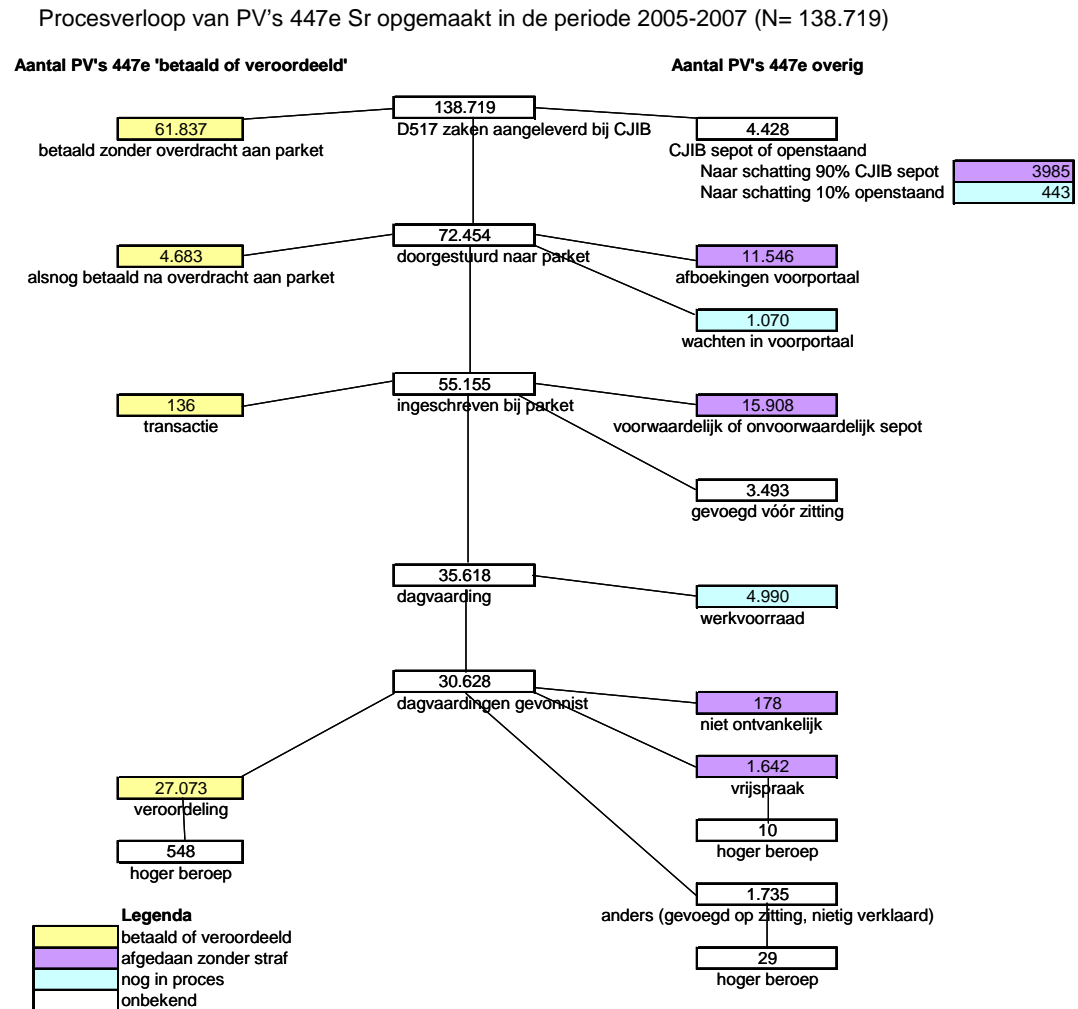 Procesverloop van PV's 447e Sr opgemaakt in de periode 2005-2007 (N= 138.719)
Aantal PV's 447e 'betaald of veroordeeld'
Aantal PV's 447e overig
138.719
D517 zaken aangeleverd bij CJIB
61.837
betaald zonder overdracht aan parket
4.428
CJIB sepot of openstaand
Naar schatting 90% CJIB sepot 3985
Naar schatting 10% openstaand 443
72.454
doorgestuurd naar parket
4.683
alsnog betaald na overdracht aan parket
11.546
afboekingen voorportaal
1.070
wachten in voorportaal
55.155
ingeschreven bij parket
136
transactie
15.908
voorwaardelijk of onvoorwaardelijk sepot
3.493
gevoegd vóór zitting
35.618
dagvaarding
4.990
werkvoorraad
30.628
dagvaardingen gevonnist
178
niet ontvankelijk
1.642
vrijspraak
27.073
veroordeling
10
hoger beroep
548
hoger beroep
1.735
anders (gevoegd op zitting, nietig verklaard)
29
hoger beroep
Legenda
betaald of veroordeeld
afgedaan zonder straf
nog in proces
onbekend